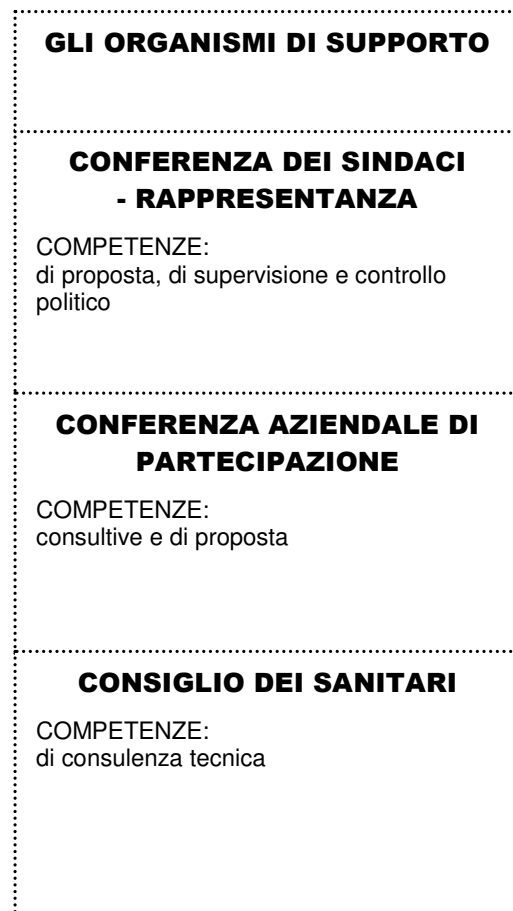 GLI ORGANISMI DI SUPPORTO
CONFERENZA DEI SINDACI
- RAPPRESENTANZA
COMPETENZE:
di proposta, di supervisione e controllo
politico
CONFERENZA AZIENDALE DI
PARTECIPAZIONE
COMPETENZE:
consultive e di proposta
CONSIGLIO DEI SANITARI
COMPETENZE:
di consulenza tecnica